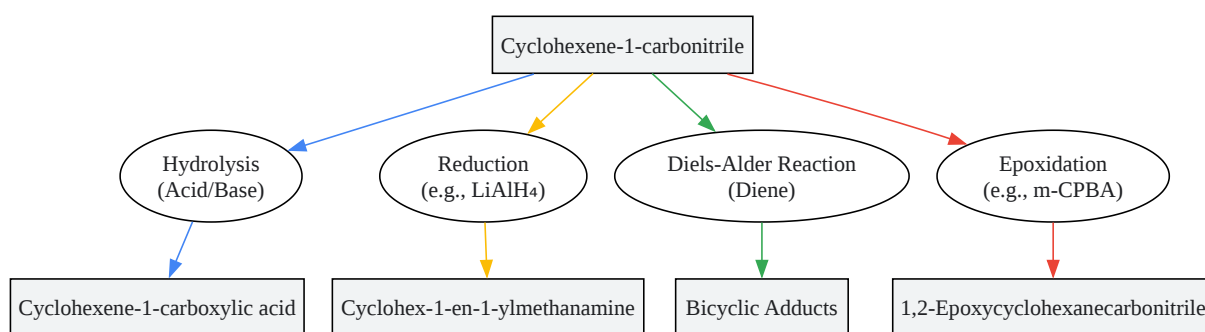 Cyclohexene-1-carbonitrile
Hydrolysis
(Acid/Base)
Reduction
(e.g., LiAlH₄)
Diels-Alder Reaction
(Diene)
Epoxidation
(e.g., m-CPBA)
Cyclohexene-1-carboxylic acid
Cyclohex-1-en-1-ylmethanamine
Bicyclic Adducts
1,2-Epoxycyclohexanecarbonitrile